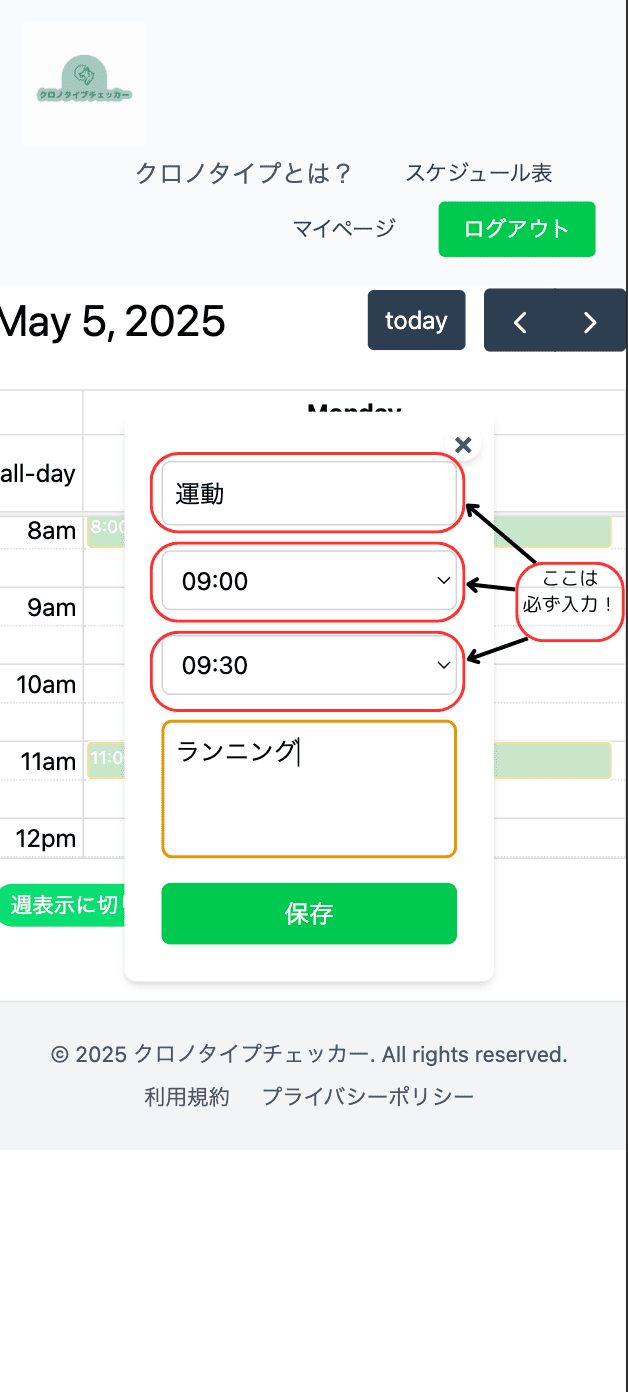 クロノタイプチェッカー
クロノタイプとは？
スケジュール表
マイページ
ログアウト
May 5, 2025
today
all-day
運動
8am
8:00
ここは
必ず入力！
09:00
9am
09:30
10am
ランニング
11am
11:0
12pm
週表示に切り
保存
© 2025 クロノタイプチェッカー. All rights reserved.
利用規約
プライバシーポリシー